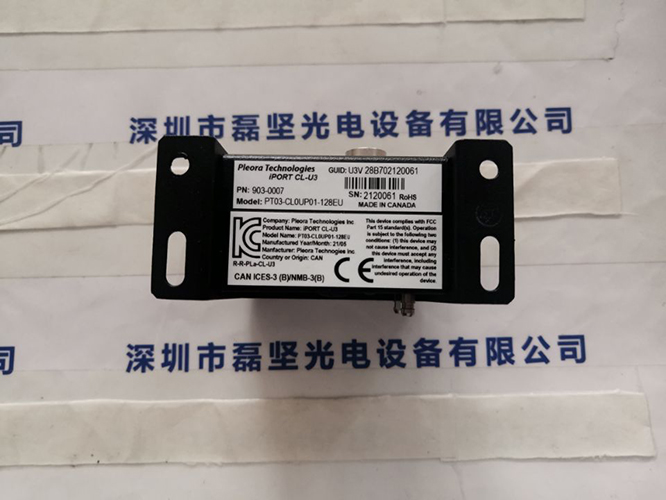 深圳市磊坚光电设备有限公司
Pleora Technologies
iPORT CL-U3
GUID: U3V 28B702120061
PN: 903-0007
SN: 2120061 RoHS
Model: PT03-CL0UP01-128EU
MADE IN CANADA
Company: Pleora Technologies Inc
Product Name: iPORT CL-U3
Model Name: PT03-CL0UP01-128EU
Manufactured Year/Month: 21/05
Manfacturer: Pleora Technologies Inc
Country or Origin: CAN
R-R-PLa-CL-U3
CAN ICES-3 (B)/NMB-3(B)
This device complies with FCC
Part 15 standard(s). Operation
is subject to the following two
conditions: (1) this device may
not cause interference, and (2)
this device must accept any
interference, including
interference that may cause
undesired operation of the
device.
CE
深圳市磊坚光电设备有限公司